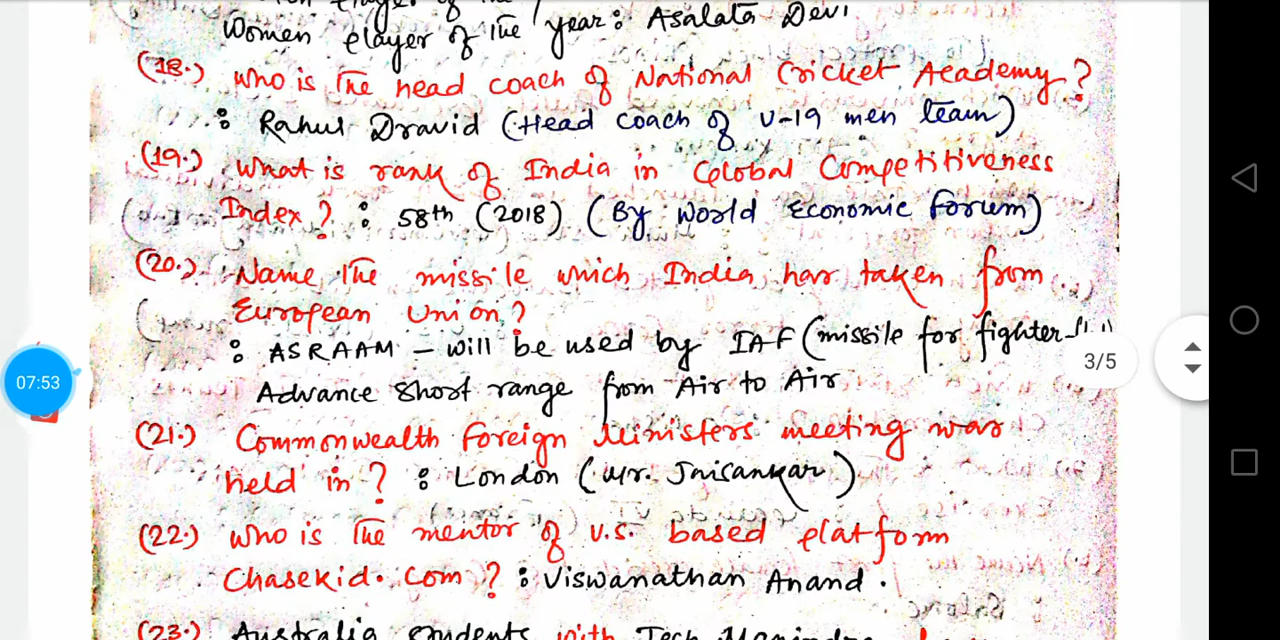 Women player of the year: Asalata Devi
(18.) Who is the head coach of National Cricket Academy?
: Rahul Dravid (Head coach of U-19 men team)
(19.) What is rank of India in Global Competitiveness
Index? : 58th (2018) (By World Economic forum)
(20.) Name the missile which India has taken from
European Union?
: ASRAAM – will be used by IAF (missile for fighter
3/5
07:53
Advance Short range from Air to Air
(21.) Commonwealth foreign Ministers meeting was
held in? : London (Mr. Jaisankar)
(22.) Who is the mentor of U.S. based platform
Chasekid.com? : Viswanathan Anand.
(23.) Australia students with Tech